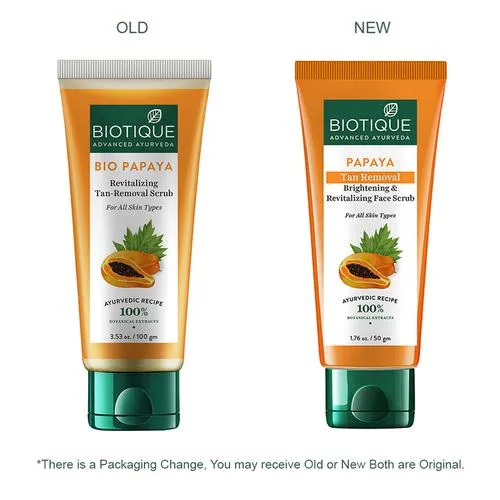 OLD
NEW
BIOTIQUE
ADVANCED AYURVEDA
BIO PAPAYA
Revitalizing
Tan-Removal Scrub
For All Skin Types
AYURVEDIC RECIPE
100%
BOTANICAL EXTRACTS
3.53 oz. / 100 gm
BIOTIQUE
ADVANCED AYURVEDA
PAPAYA
Tan Removal
Brightening &
Revitalizing Face Scrub
For All Skin Types
AYURVEDIC RECIPE
100%
BOTANICAL EXTRACTS
1.76 oz. / 50 gm
*There is a Packaging Change, You may receive Old or New Both are Original.